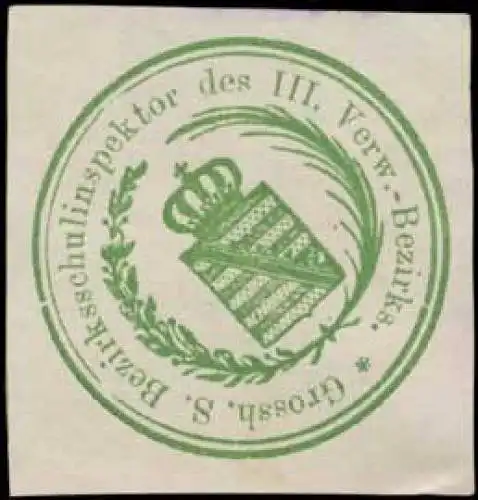 Grossh. S. Bezirksschulinspektor des III. Verw.-Bezirks. *